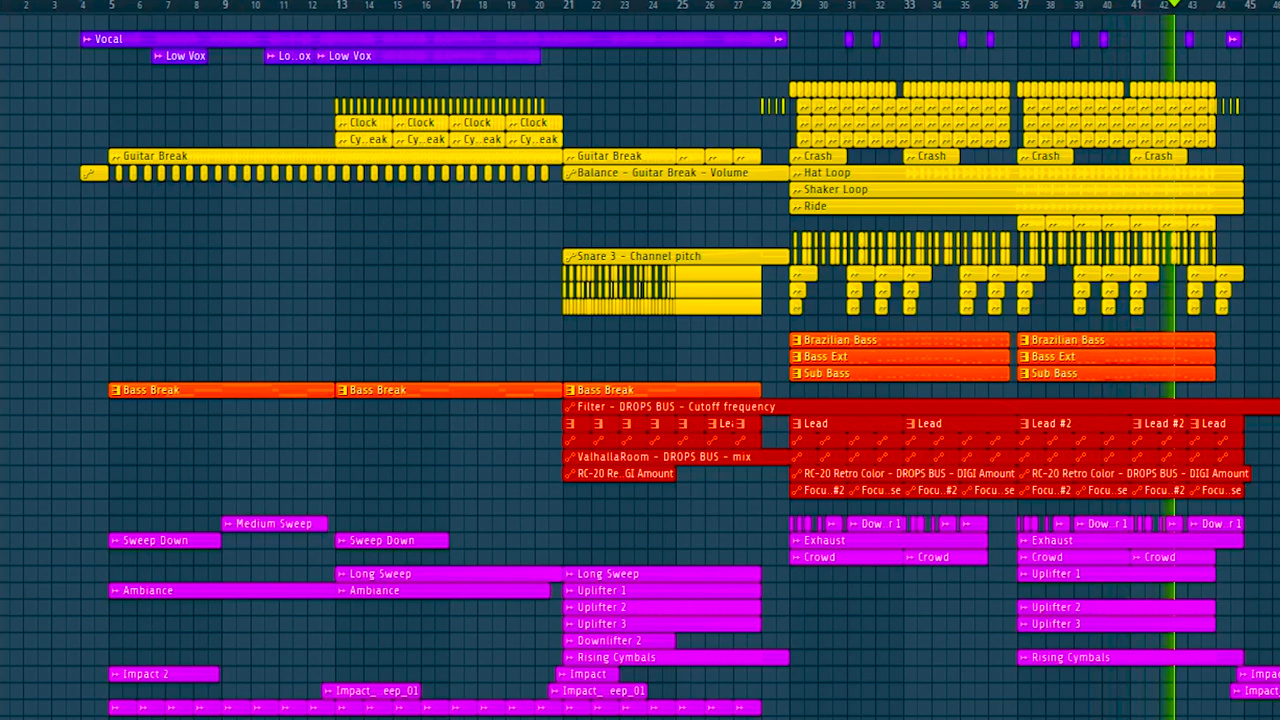 2 3 4 5 6 7 8 9 10 11 12 13 14 15 16 17 18 19 20 21 22 23 24 25 26 27 28 29 30 31 32 33 34 35 36 37 38 39 40 41 42 43 44 45
Vocal
Low Vox Lo..ox Low Vox
Clock Clock Clock Clock
Cy..eak Cy..eak Cy..eak Cy..eak
Guitar Break Guitar Break Crash Crash Crash Crash
Balance - Guitar Break - Volume Hat Loop
Shaker Loop
Ride
Snare 3 - Channel pitch
Brazilian Bass Brazilian Bass
Bass Ext Bass Ext
Sub Bass Sub Bass
Bass Break Bass Break Bass Break
Filter - DROPS BUS - Cutoff frequency
Lead Lead Lead #2 Lead #2 Lead
ValhallaRoom - DROPS BUS - mix
RC-20 Re..GI Amount RC-20 Retro Color - DROPS BUS - DIGI Amount RC-20 Retro Color - DROPS BUS - DIGI Amount
Focu..#2 Focu..se Focu..#2 Focu..se Focu..#2 Focu..se Focu..#2 Focu..se
Medium Sweep Dow..r 1 Dow..r 1 Dow..r 1
Sweep Down Sweep Down Exhaust Exhaust
Crowd Crowd Crowd Crowd
Long Sweep Long Sweep Uplifter 1
Ambiance Ambiance Uplifter 1
Uplifter 2 Uplifter 2
Uplifter 3 Uplifter 3
Downlifter 2
Rising Cymbals Rising Cymbals
Impact 2 Impact
Impact_..eep_01 Impact_..eep_01 Impact